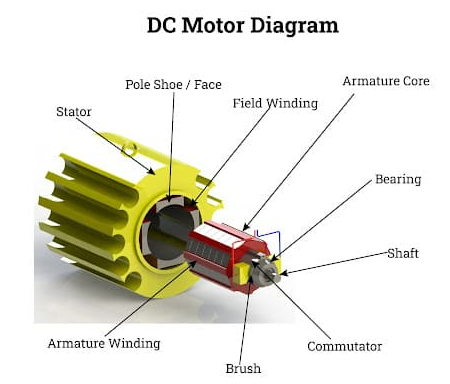 DC Motor Diagram
Pole Shoe / Face
Armature Core
Field Winding
Stator
Bearing
Shaft
Armature Winding
Commutator
Brush